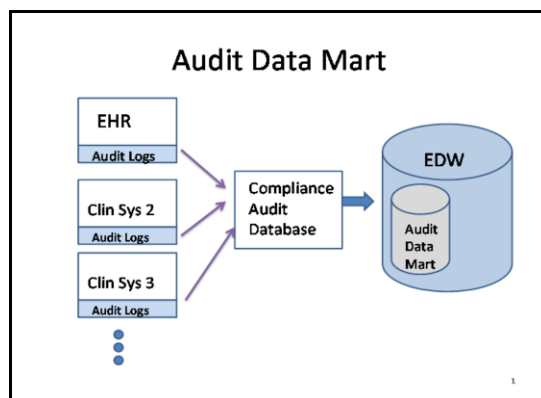 Audit Data Mart
EHR
Audit Logs
Clin Sys 2
Audit Logs
Clin Sys 3
Audit Logs
Compliance
Audit
Database
EDW
Audit
Data
Mart
1